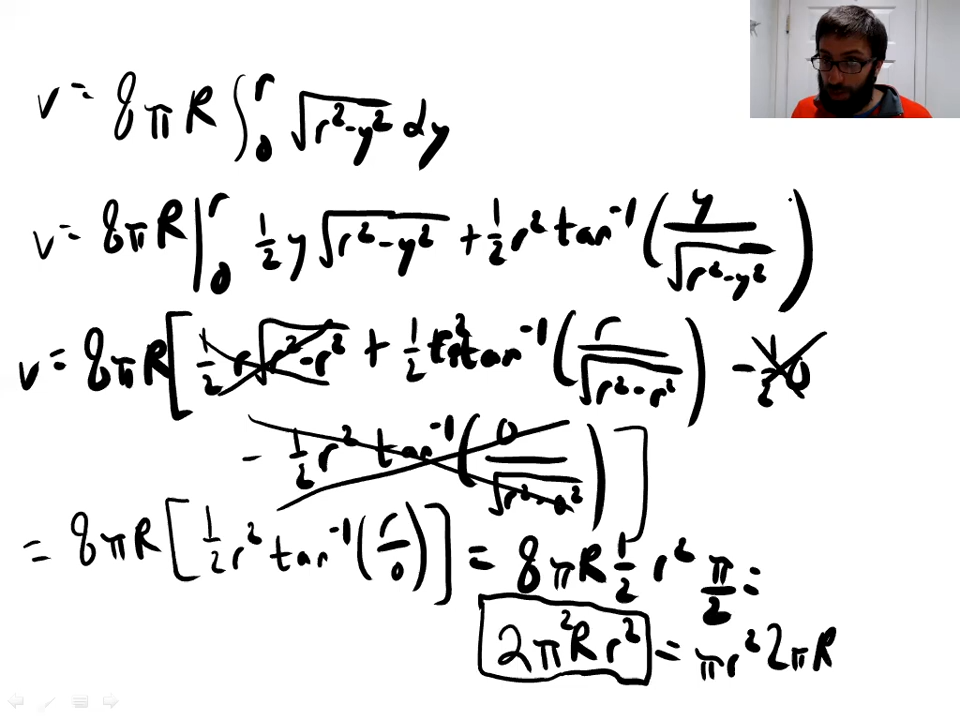 v = 8πR ∫₀ʳ √(r²-y²) dy
v = 8πR |₀ʳ ½y√(r²-y²) + ½r² tan⁻¹(y/√(r²-y²))
v = 8πR[½r√(r²-r²) + ½r² tan⁻¹(r/√(r²-r²)) - ½0
- ½r² tan⁻¹(0/√(r²-0²))]
= 8πR[½r² tan⁻¹(r/0)] = 8πR ½ r² π/2 =
2π²Rr² = πr² 2πR